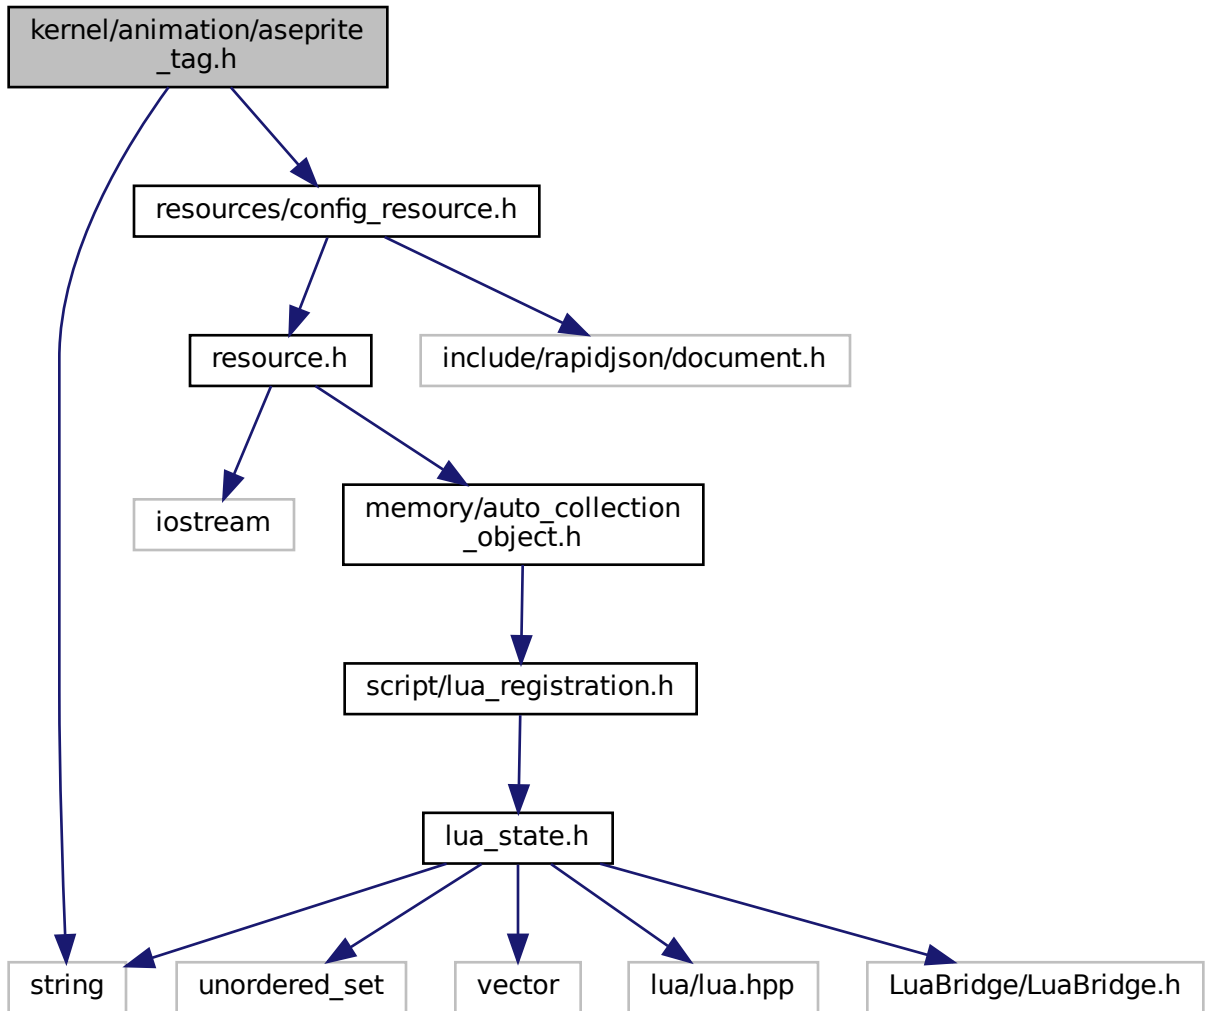 kernel/animation/aseprite
_tag.h
resources/config_resource.h
resource.h
include/rapidjson/document.h
iostream
memory/auto_collection
_object.h
script/lua_registration.h
lua_state.h
string
unordered_set
vector
lua/lua.hpp
LuaBridge/LuaBridge.h